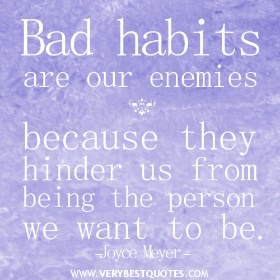 Bad habits
are our enemies
because they
hinder us from
being the person
we want to be.
-Joyce Meyer-
WWW.VERYBESTQUOTES.COM